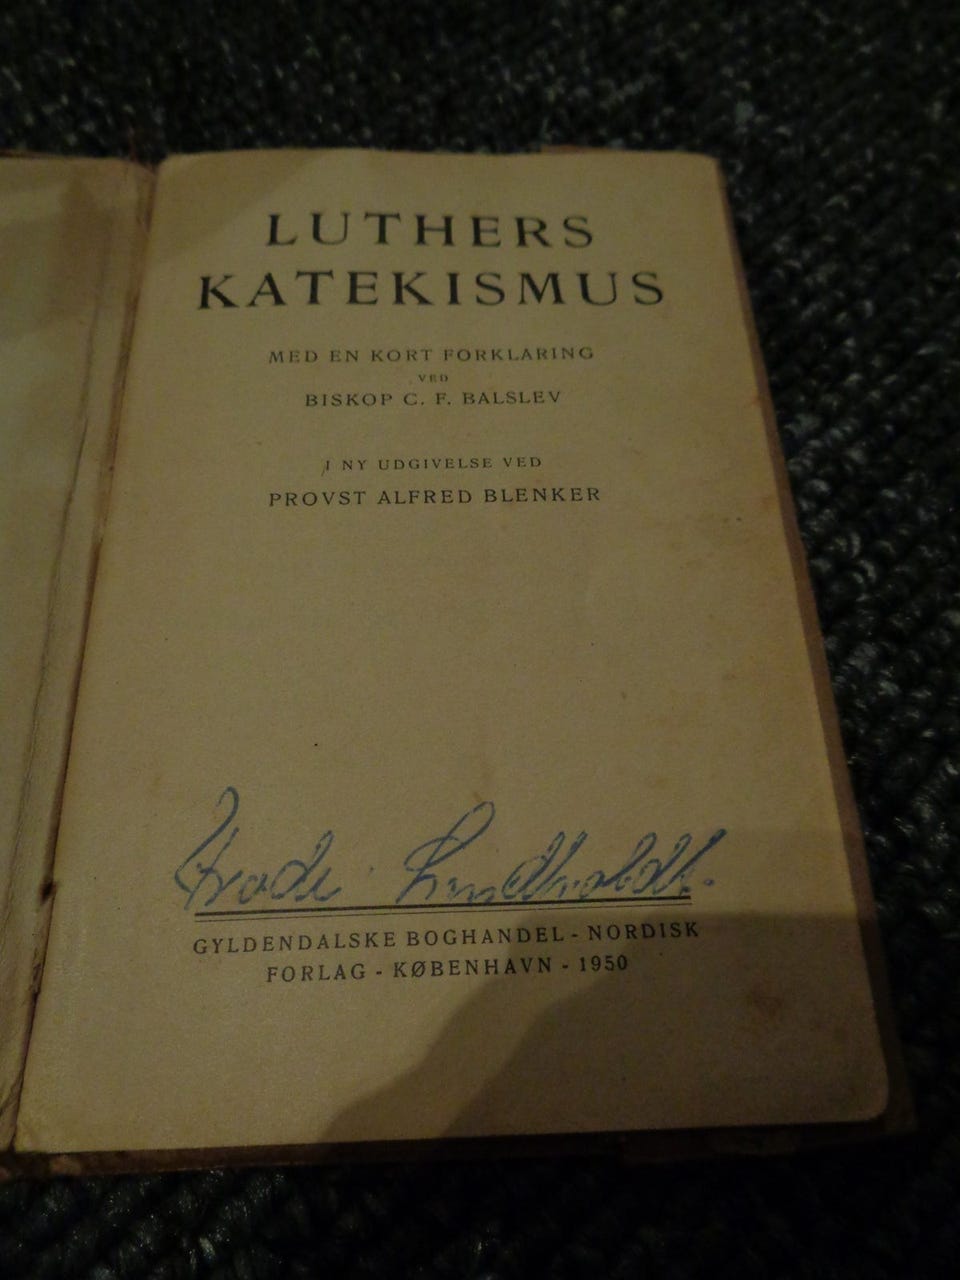 LUTHERS
KATEKISMUS
MED EN KORT FORKLARING
VED
BISKOP C. F. BALSLEV
I NY UDGIVELSE VED
PROVST ALFRED BLENKER
GYLDENDALSKE BOGHANDEL - NORDISK
FORLAG - KØBENHAVN - 1950